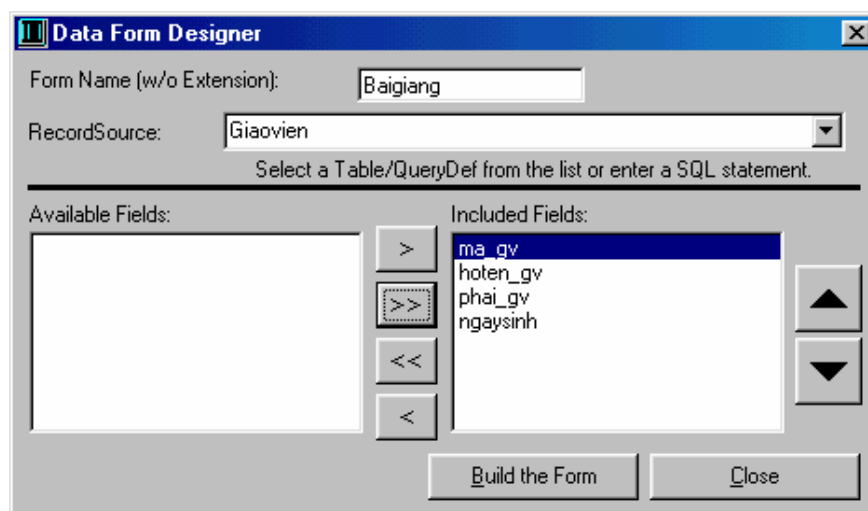 Data Form Designer
Form Name (w/o Extension): Baigiang
RecordSource: Giaovien
Select a Table/QueryDef from the list or enter a SQL statement.
Available Fields: Included Fields:
>
>>
<<
<
ma_gv
hoten_gv
phai_gv
ngaysinh
Build the Form Close